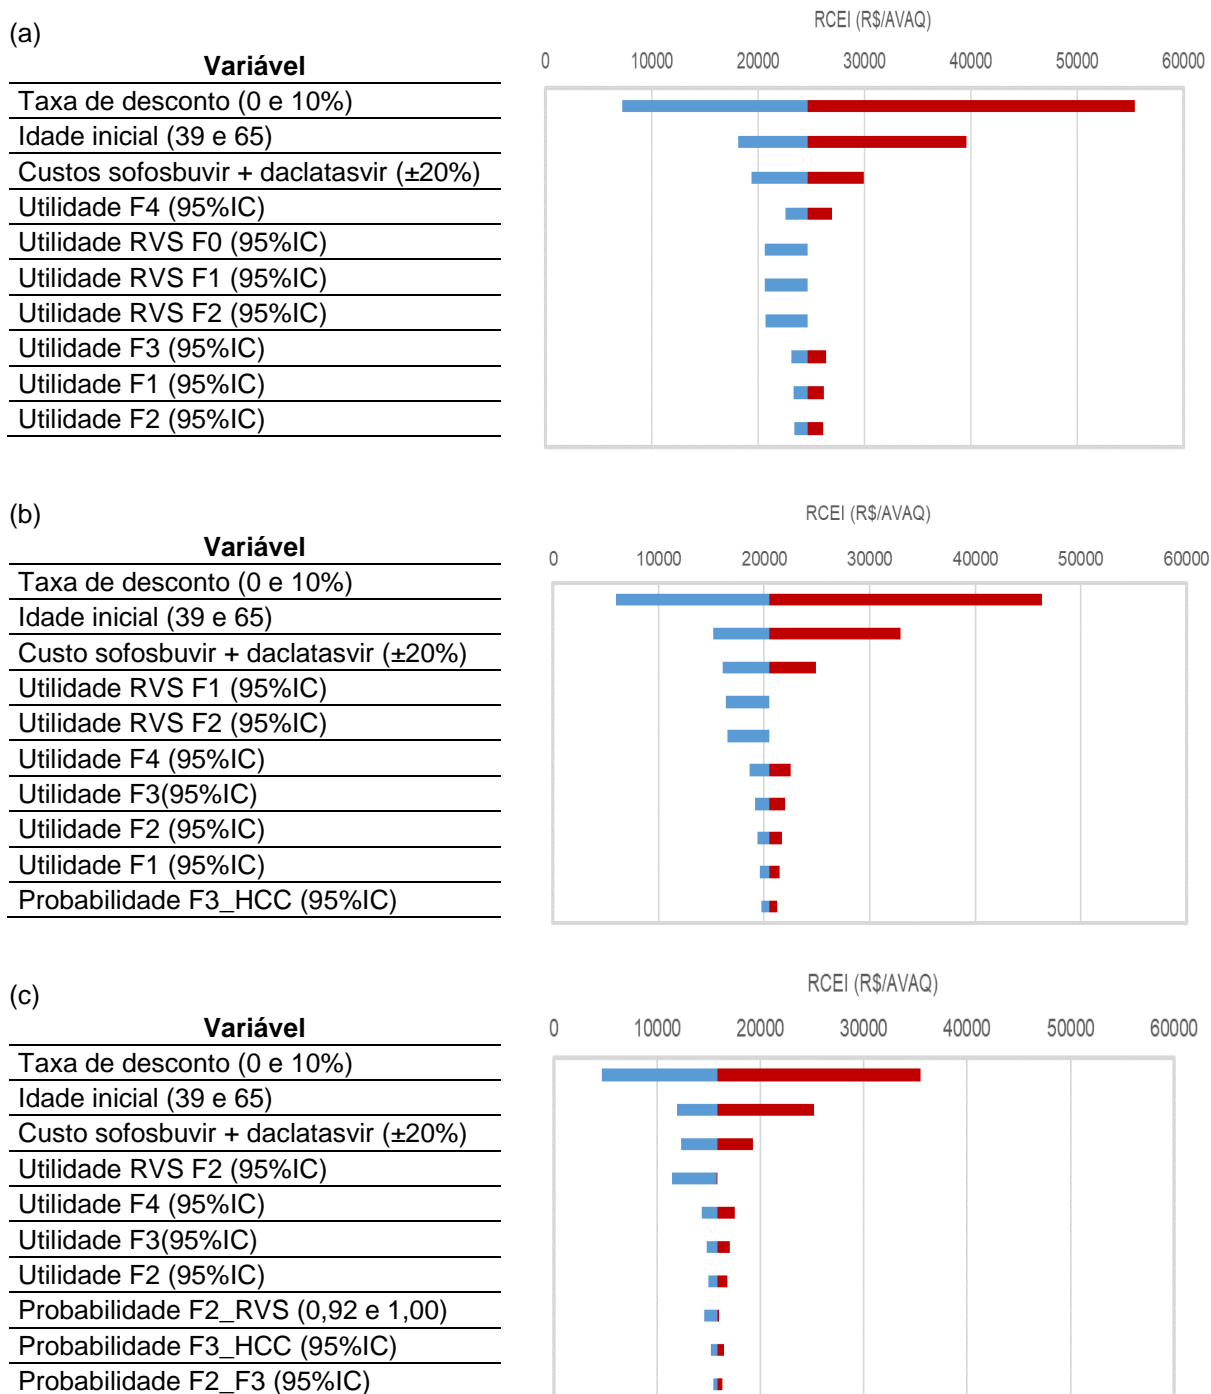 (a)
RCEI (R$/AVAQ)
Variável
0 10000 20000 30000 40000 50000 60000
Taxa de desconto (0 e 10%)
Idade inicial (39 e 65)
Custos sofosbuvir + daclatasvir (±20%)
Utilidade F4 (95%IC)
Utilidade RVS F0 (95%IC)
Utilidade RVS F1 (95%IC)
Utilidade RVS F2 (95%IC)
Utilidade F3 (95%IC)
Utilidade F1 (95%IC)
Utilidade F2 (95%IC)
(b)
RCEI (R$/AVAQ)
Variável
0 10000 20000 30000 40000 50000 60000
Taxa de desconto (0 e 10%)
Idade inicial (39 e 65)
Custo sofosbuvir + daclatasvir (±20%)
Utilidade RVS F1 (95%IC)
Utilidade RVS F2 (95%IC)
Utilidade F4 (95%IC)
Utilidade F3(95%IC)
Utilidade F2 (95%IC)
Utilidade F1 (95%IC)
Probabilidade F3_HCC (95%IC)
(c)
RCEI (R$/AVAQ)
Variável
0 10000 20000 30000 40000 50000 60000
Taxa de desconto (0 e 10%)
Idade inicial (39 e 65)
Custo sofosbuvir + daclatasvir (±20%)
Utilidade RVS F2 (95%IC)
Utilidade F4 (95%IC)
Utilidade F3(95%IC)
Utilidade F2 (95%IC)
Probabilidade F2_RVS (0,92 e 1,00)
Probabilidade F3_HCC (95%IC)
Probabilidade F2_F3 (95%IC)